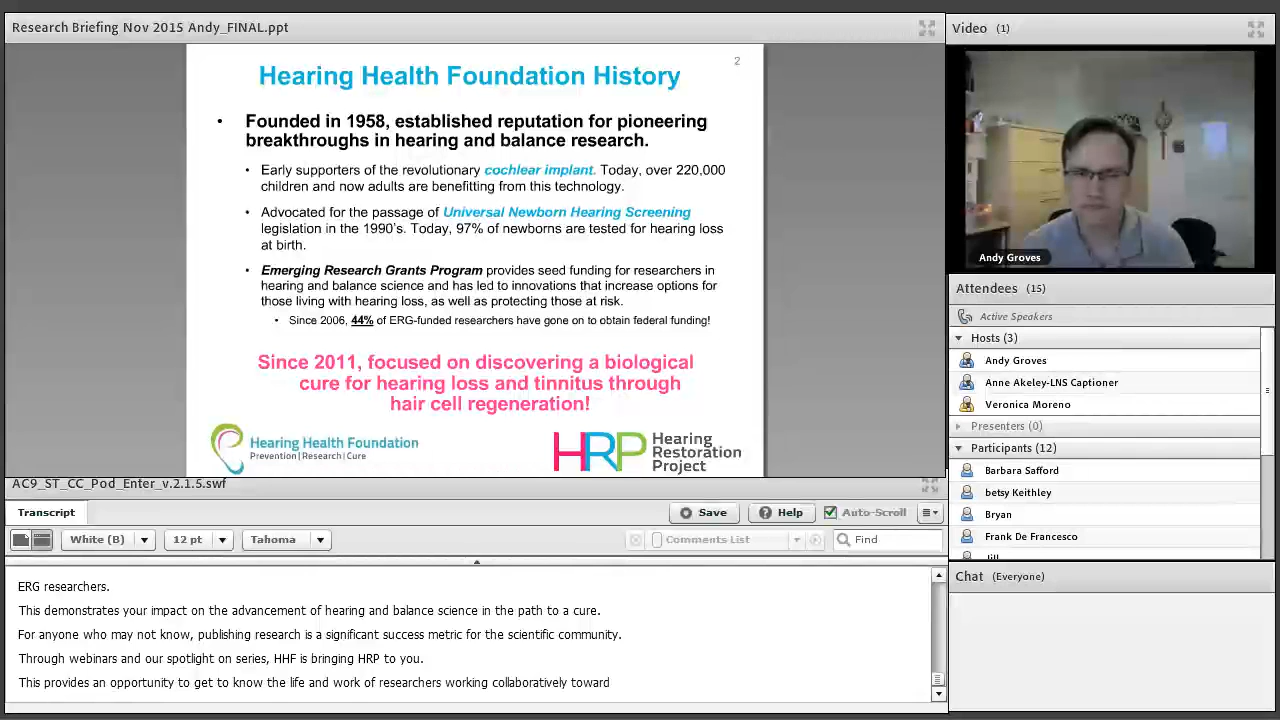 Research Briefing Nov 2015 Andy_FINAL.ppt
2
Hearing Health Foundation History
• Founded in 1958, established reputation for pioneering
breakthroughs in hearing and balance research.
• Early supporters of the revolutionary cochlear implant. Today, over 220,000
children and now adults are benefitting from this technology.
• Advocated for the passage of Universal Newborn Hearing Screening
legislation in the 1990's. Today, 97% of newborns are tested for hearing loss
at birth.
• Emerging Research Grants Program provides seed funding for researchers in
hearing and balance science and has led to innovations that increase options for
those living with hearing loss, as well as protecting those at risk.
• Since 2006, 44% of ERG-funded researchers have gone on to obtain federal funding!
Since 2011, focused on discovering a biological
cure for hearing loss and tinnitus through
hair cell regeneration!
Hearing Health Foundation
Prevention|Research|Cure
HRP Hearing
Restoration
Project
AC9_ST_CC_Pod_Enter_v.2.1.5.swf
Transcript
Save
Help
Auto-Scroll
White (B)
12 pt
Tahoma
Comments List
Find
ERG researchers.
This demonstrates your impact on the advancement of hearing and balance science in the path to a cure.
For anyone who may not know, publishing research is a significant success metric for the scientific community.
Through webinars and our spotlight on series, HHF is bringing HRP to you.
This provides an opportunity to get to know the life and work of researchers working collaboratively toward
Video (1)
Andy Groves
Attendees (15)
Active Speakers
Hosts (3)
Andy Groves
Anne Akeley-LNS Captioner
Veronica Moreno
Presenters (0)
Participants (12)
Barbara Safford
betsy Keithley
Bryan
Frank De Francesco
Chat (Everyone)